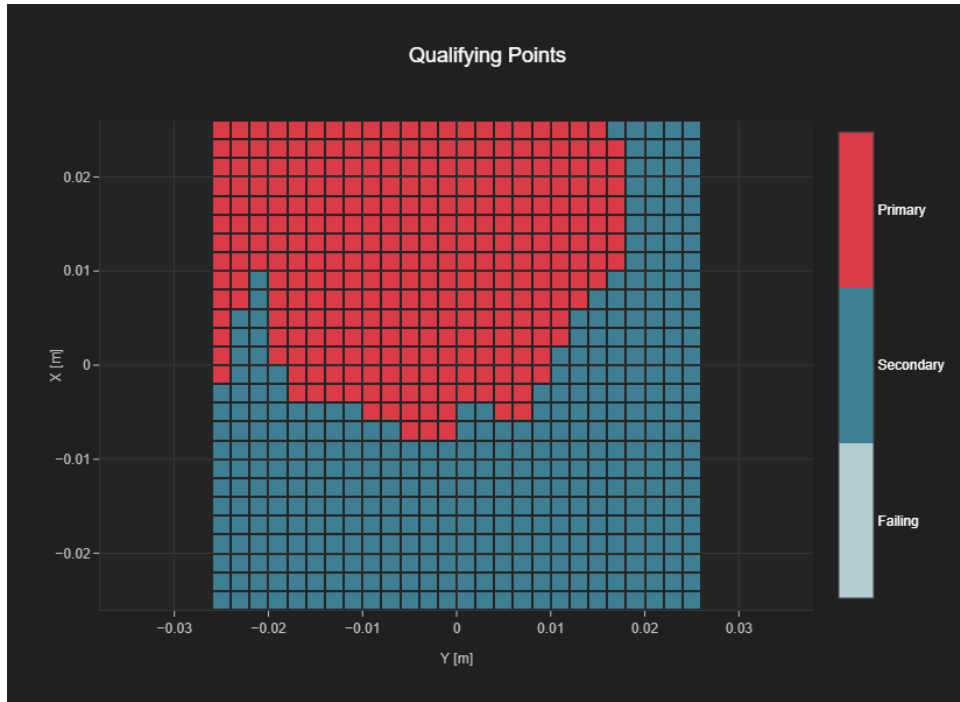 Qualifying Points
0.02
0.01
0
−0.01
−0.02
X [m]
−0.03
−0.02
−0.01
0
0.01
0.02
0.03
Y [m]
Primary
Secondary
Failing